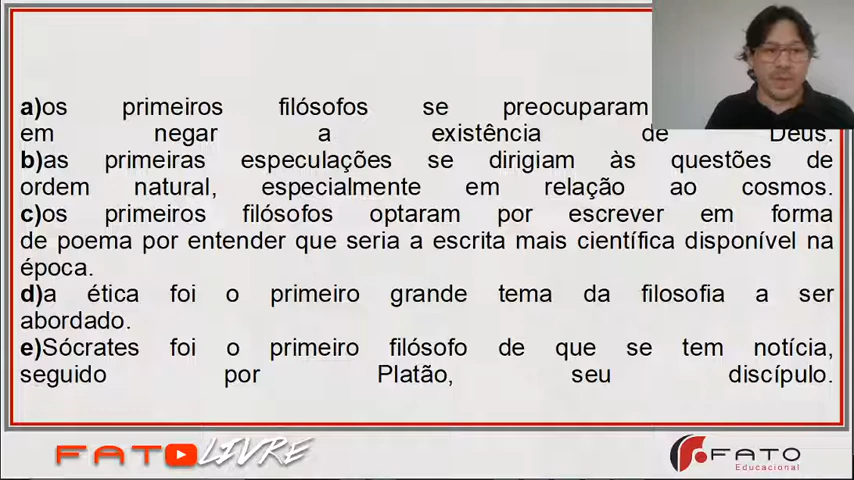 a)os primeiros filósofos se preocuparam
em negar a existência de Deus.
b)as primeiras especulações se dirigiam às questões de
ordem natural, especialmente em relação ao cosmos.
c)os primeiros filósofos optaram por escrever em forma
de poema por entender que seria a escrita mais científica disponível na
época.
d)a ética foi o primeiro grande tema da filosofia a ser
abordado.
e)Sócrates foi o primeiro filósofo de que se tem notícia,
seguido por Platão, seu discípulo.
FATO LIVRE
FATO
Educacional